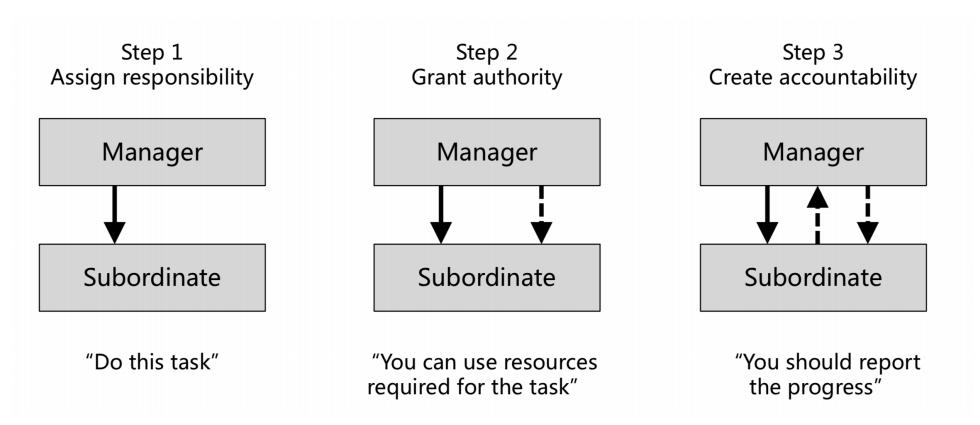 Step 1
Assign responsibility
Manager
Subordinate
“Do this task”
Step 2
Grant authority
Manager
Subordinate
“You can use resources
required for the task”
Step 3
Create accountability
Manager
Subordinate
“You should report
the progress”